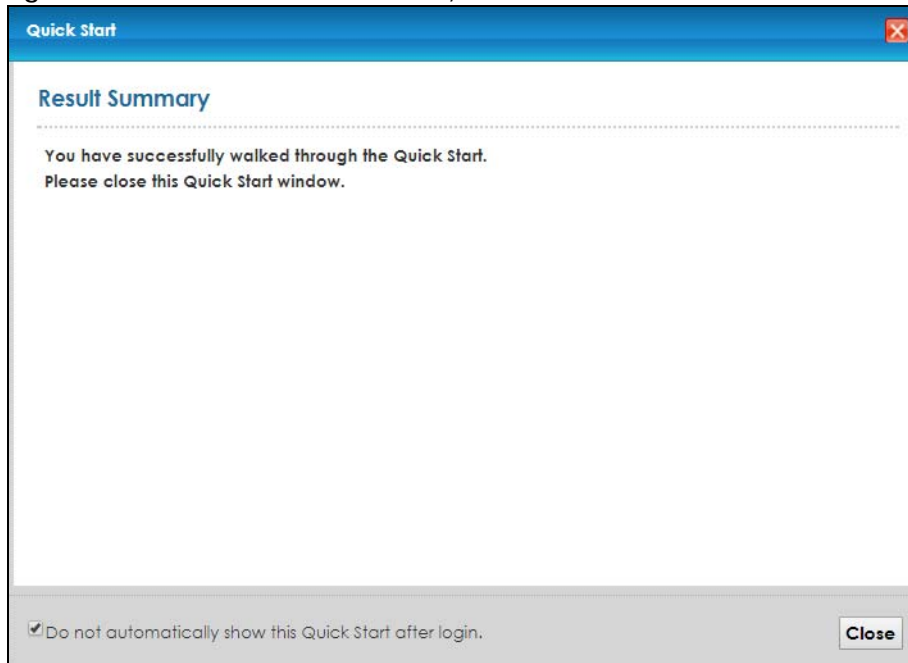 Quick Start
Result Summary
You have successfully walked through the Quick Start.
Please close this Quick Start window.
Do not automatically show this Quick Start after login.
Close